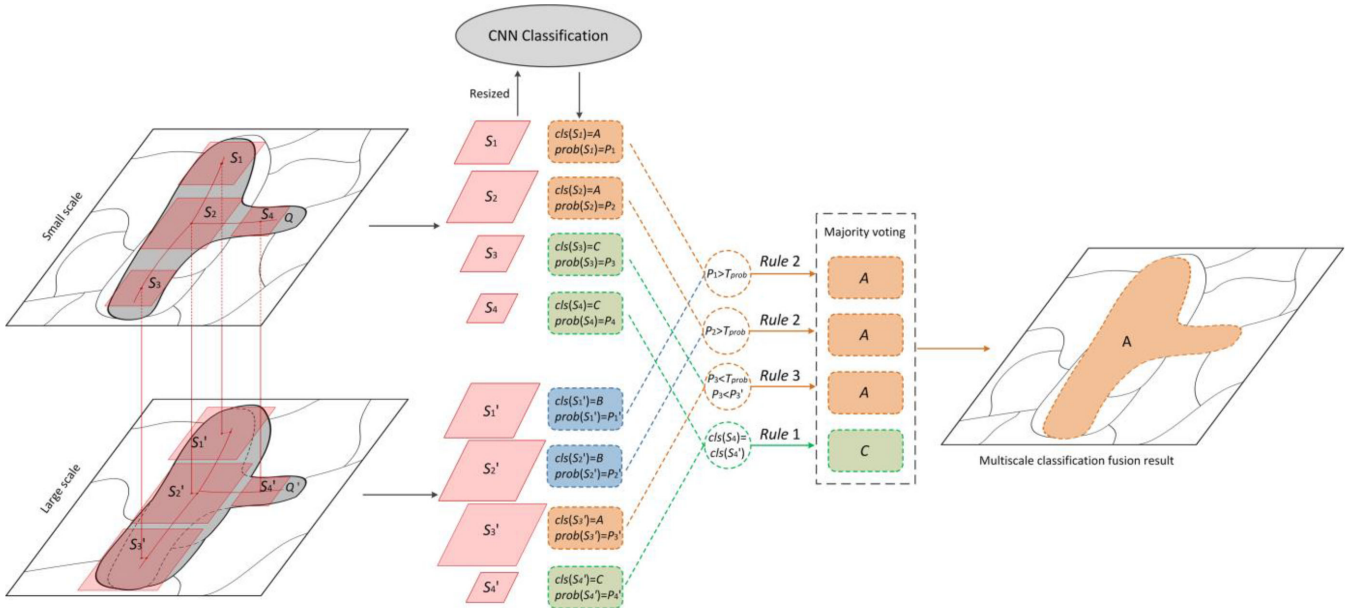 CNN Classification
Resized
Small scale
S1
S2
S4
Q
S3
S1
cls(S1)=A
prob(S1)=P1
S2
cls(S2)=A
prob(S2)=P2
S3
cls(S3)=C
prob(S3)=P3
S4
cls(S4)=C
prob(S4)=P4
Large scale
S1'
S2'
S4'
Q'
S3'
S1'
cls(S1')=B
prob(S1')=P1'
S2'
cls(S2')=B
prob(S2')=P2'
S3'
cls(S3')=A
prob(S3')=P3'
S4'
cls(S4')=C
prob(S4')=P4'
P1>Tprob
Rule 2
P2>Tprob
Rule 2
P3<Tprob
P3<P3'
Rule 3
cls(S4)=
cls(S4')
Rule 1
Majority voting
A
A
A
C
A
Multiscale classification fusion result